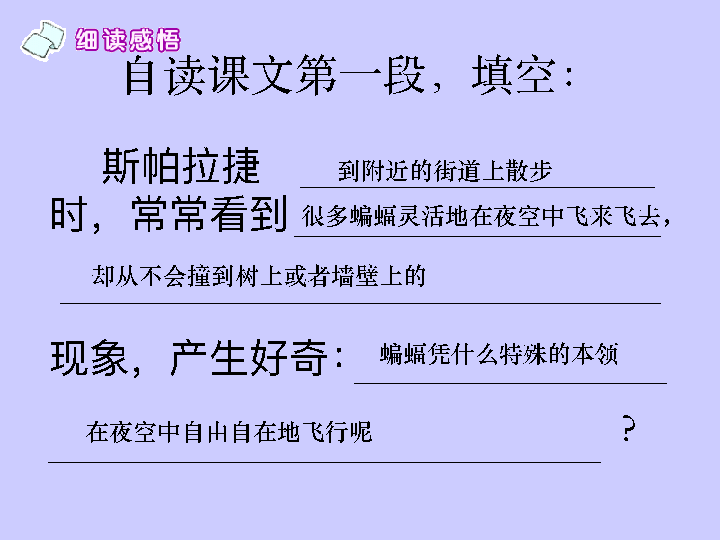 细读感悟
自读课文第一段，填空：
斯帕拉捷 到附近的街道上散步
时，常常看到 很多蝙蝠灵活地在夜空中飞来飞去，
却从不会撞到树上或者墙壁上的
现象，产生好奇： 蝙蝠凭什么特殊的本领
在夜空中自由自在地飞行呢 ?